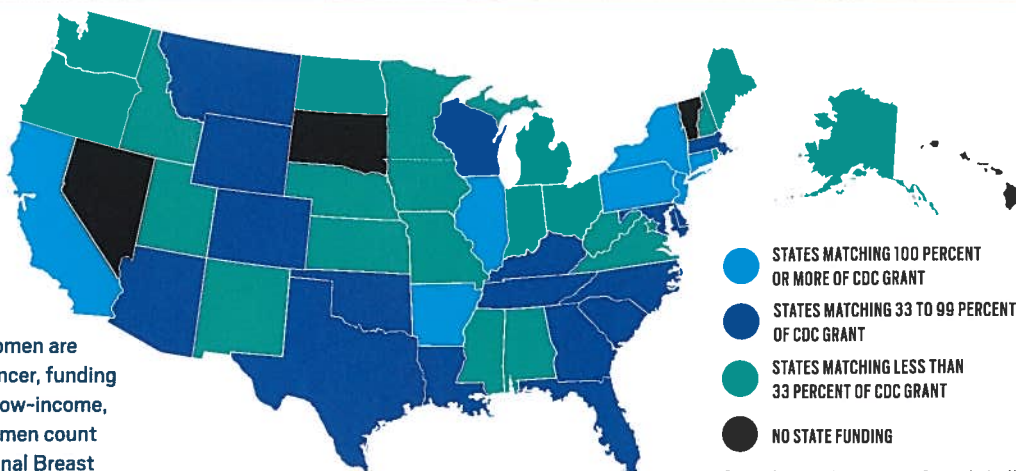 omen are
ncer, funding
ow-income,
men count
nal Breast
STATES MATCHING 100 PERCENT
OR MORE OF CDC GRANT
STATES MATCHING 33 TO 99 PERCENT
OF CDC GRANT
STATES MATCHING LESS THAN
33 PERCENT OF CDC GRANT
NO STATE FUNDING